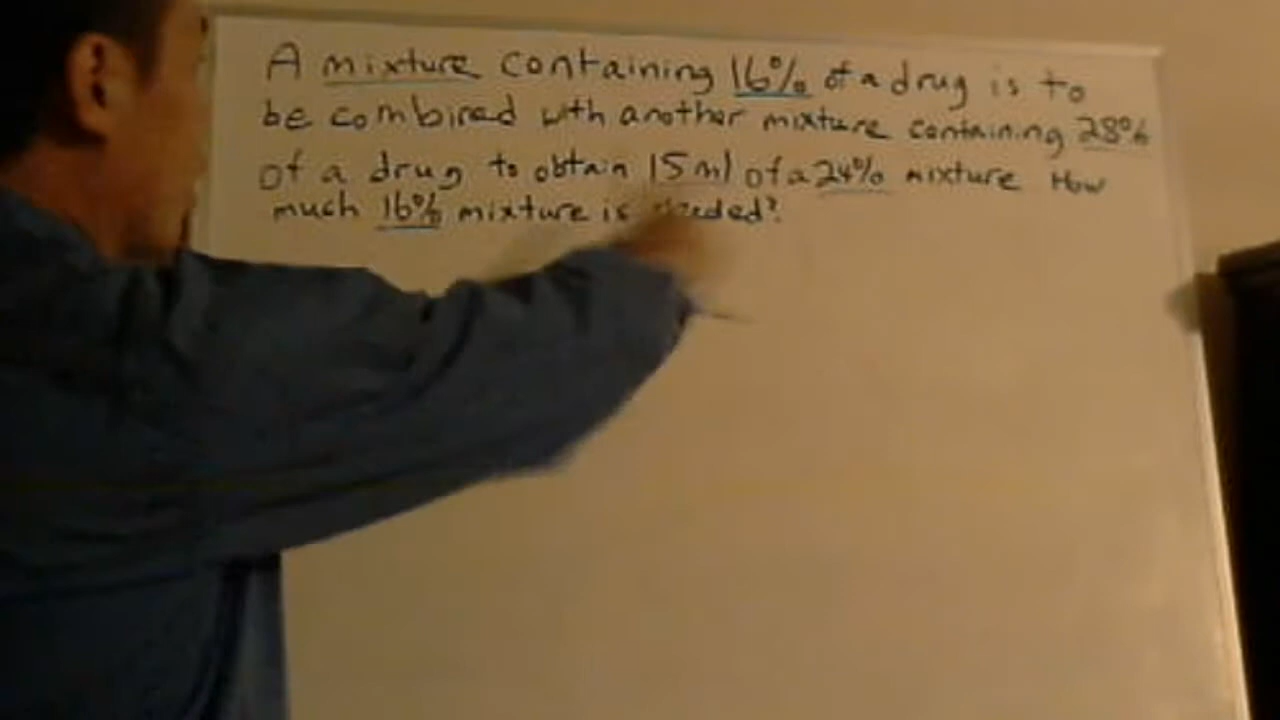 A mixture containing 16% of a drug is to
be combined with another mixture containing 28%
of a drug to obtain 15 ml of a 24% mixture How
much 16% mixture is needed?